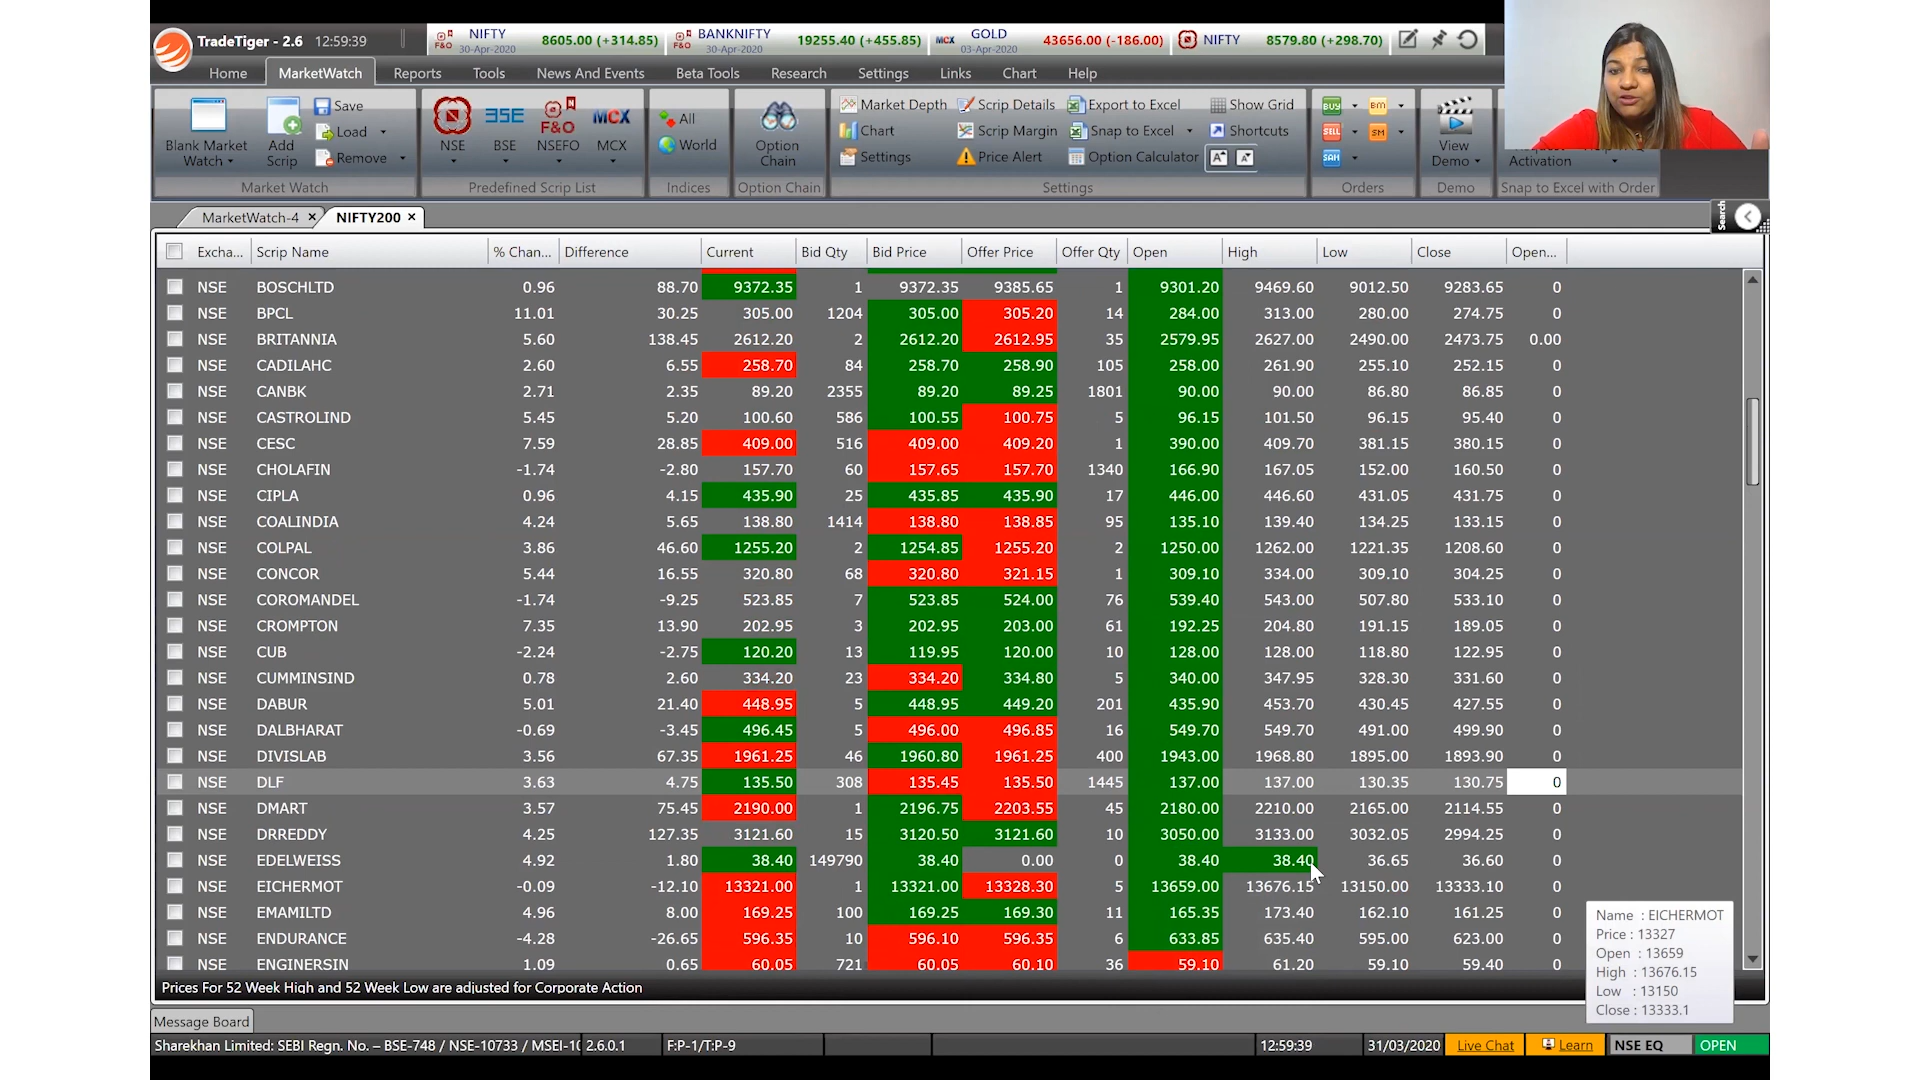 TradeTiger - 2.6 12:59:39
F&O NIFTY 30-Apr-2020 8605.00 (+314.85) F&O BANKNIFTY 30-Apr-2020 19255.40 (+455.85) MCX GOLD 03-Apr-2020 43656.00 (-186.00) NIFTY 8579.80 (+298.70)
Home MarketWatch Reports Tools News And Events Beta Tools Research Settings Links Chart Help
Blank Market Watch Add Scrip Save Load Remove
Market Watch
NSE BSE F&O NSEFO MCX MCX
Predefined Scrip List
All World
Indices
Option Chain
Option Chain
Market Depth Scrip Details Export to Excel Show Grid
Chart Scrip Margin Snap to Excel Shortcuts
Settings Price Alert Option Calculator
Settings
BUY SELL SM
Orders
View Demo
Demo
Activation
Snap to Excel with Order
MarketWatch-4 NIFTY200
Search
Excha... Scrip Name % Chan... Difference Current Bid Qty Bid Price Offer Price Offer Qty Open High Low Close Open...
NSE BOSCHLTD 0.96 88.70 9372.35 1 9372.35 9385.65 1 9301.20 9469.60 9012.50 9283.65 0
NSE BPCL 11.01 30.25 305.00 1204 305.00 305.20 14 284.00 313.00 280.00 274.75 0
NSE BRITANNIA 5.60 138.45 2612.20 2 2612.20 2612.95 35 2579.95 2627.00 2490.00 2473.75 0.00
NSE CADILAHC 2.60 6.55 258.70 84 258.70 258.90 105 258.00 261.90 255.10 252.15 0
NSE CANBK 2.71 2.35 89.20 2355 89.20 89.25 1801 90.00 90.00 86.80 86.85 0
NSE CASTROLIND 5.45 5.20 100.60 586 100.55 100.75 5 96.15 101.50 96.15 95.40 0
NSE CESC 7.59 28.85 409.00 516 409.00 409.20 1 390.00 409.70 381.15 380.15 0
NSE CHOLAFIN -1.74 -2.80 157.70 60 157.65 157.70 1340 166.90 167.05 152.00 160.50 0
NSE CIPLA 0.96 4.15 435.90 25 435.85 435.90 17 446.00 446.60 431.05 431.75 0
NSE COALINDIA 4.24 5.65 138.80 1414 138.80 138.85 95 135.10 139.40 134.25 133.15 0
NSE COLPAL 3.86 46.60 1255.20 2 1254.85 1255.20 2 1250.00 1262.00 1221.35 1208.60 0
NSE CONCOR 5.44 16.55 320.80 68 320.80 321.15 1 309.10 334.00 309.10 304.25 0
NSE COROMANDEL -1.74 -9.25 523.85 7 523.85 524.00 76 539.40 543.00 507.80 533.10 0
NSE CROMPTON 7.35 13.90 202.95 3 202.95 203.00 61 192.25 204.80 191.15 189.05 0
NSE CUB -2.24 -2.75 120.20 13 119.95 120.00 10 128.00 128.00 118.80 122.95 0
NSE CUMMINSIND 0.78 2.60 334.20 23 334.20 334.80 5 340.00 347.95 328.30 331.60 0
NSE DABUR 5.01 21.40 448.95 5 448.95 449.20 201 435.90 453.70 430.45 427.55 0
NSE DALBHARAT -0.69 -3.45 496.45 5 496.00 496.85 16 549.70 549.70 491.00 499.90 0
NSE DIVISLAB 3.56 67.35 1961.25 46 1960.80 1961.25 400 1943.00 1968.80 1895.00 1893.90 0
NSE DLF 3.63 4.75 135.50 308 135.45 135.50 1445 137.00 137.00 130.35 130.75 0
NSE DMART 3.57 75.45 2190.00 1 2196.75 2203.55 45 2180.00 2210.00 2165.00 2114.55 0
NSE DRREDDY 4.25 127.35 3121.60 15 3120.50 3121.60 10 3050.00 3133.00 3032.05 2994.25 0
NSE EDELWEISS 4.92 1.80 38.40 149790 38.40 0.00 0 38.40 38.40 36.65 36.60 0
NSE EICHERMOT -0.09 -12.10 13321.00 1 13321.00 13328.30 5 13659.00 13676.15 13150.00 13333.10 0
NSE EMAMILTD 4.96 8.00 169.25 100 169.25 169.30 11 165.35 173.40 162.10 161.25 0
NSE ENDURANCE -4.28 -26.65 596.35 10 596.10 596.35 6 633.85 635.40 595.00 623.00 0
NSE ENGINERSIN 1.09 0.65 60.05 721 60.05 60.10 36 59.10 61.20 59.10 59.40 0
Name : EICHERMOT
Price : 13327
Open : 13659
High : 13676.15
Low : 13150
Close : 13333.1
Prices For 52 Week High and 52 Week Low are adjusted for Corporate Action
Message Board
Sharekhan Limited: SEBI Regn. No. – BSE-748 / NSE-10733 / MSEI-10 2.6.0.1 F:P-1/T:P-9 12:59:39 31/03/2020 Live Chat Learn NSE EQ OPEN